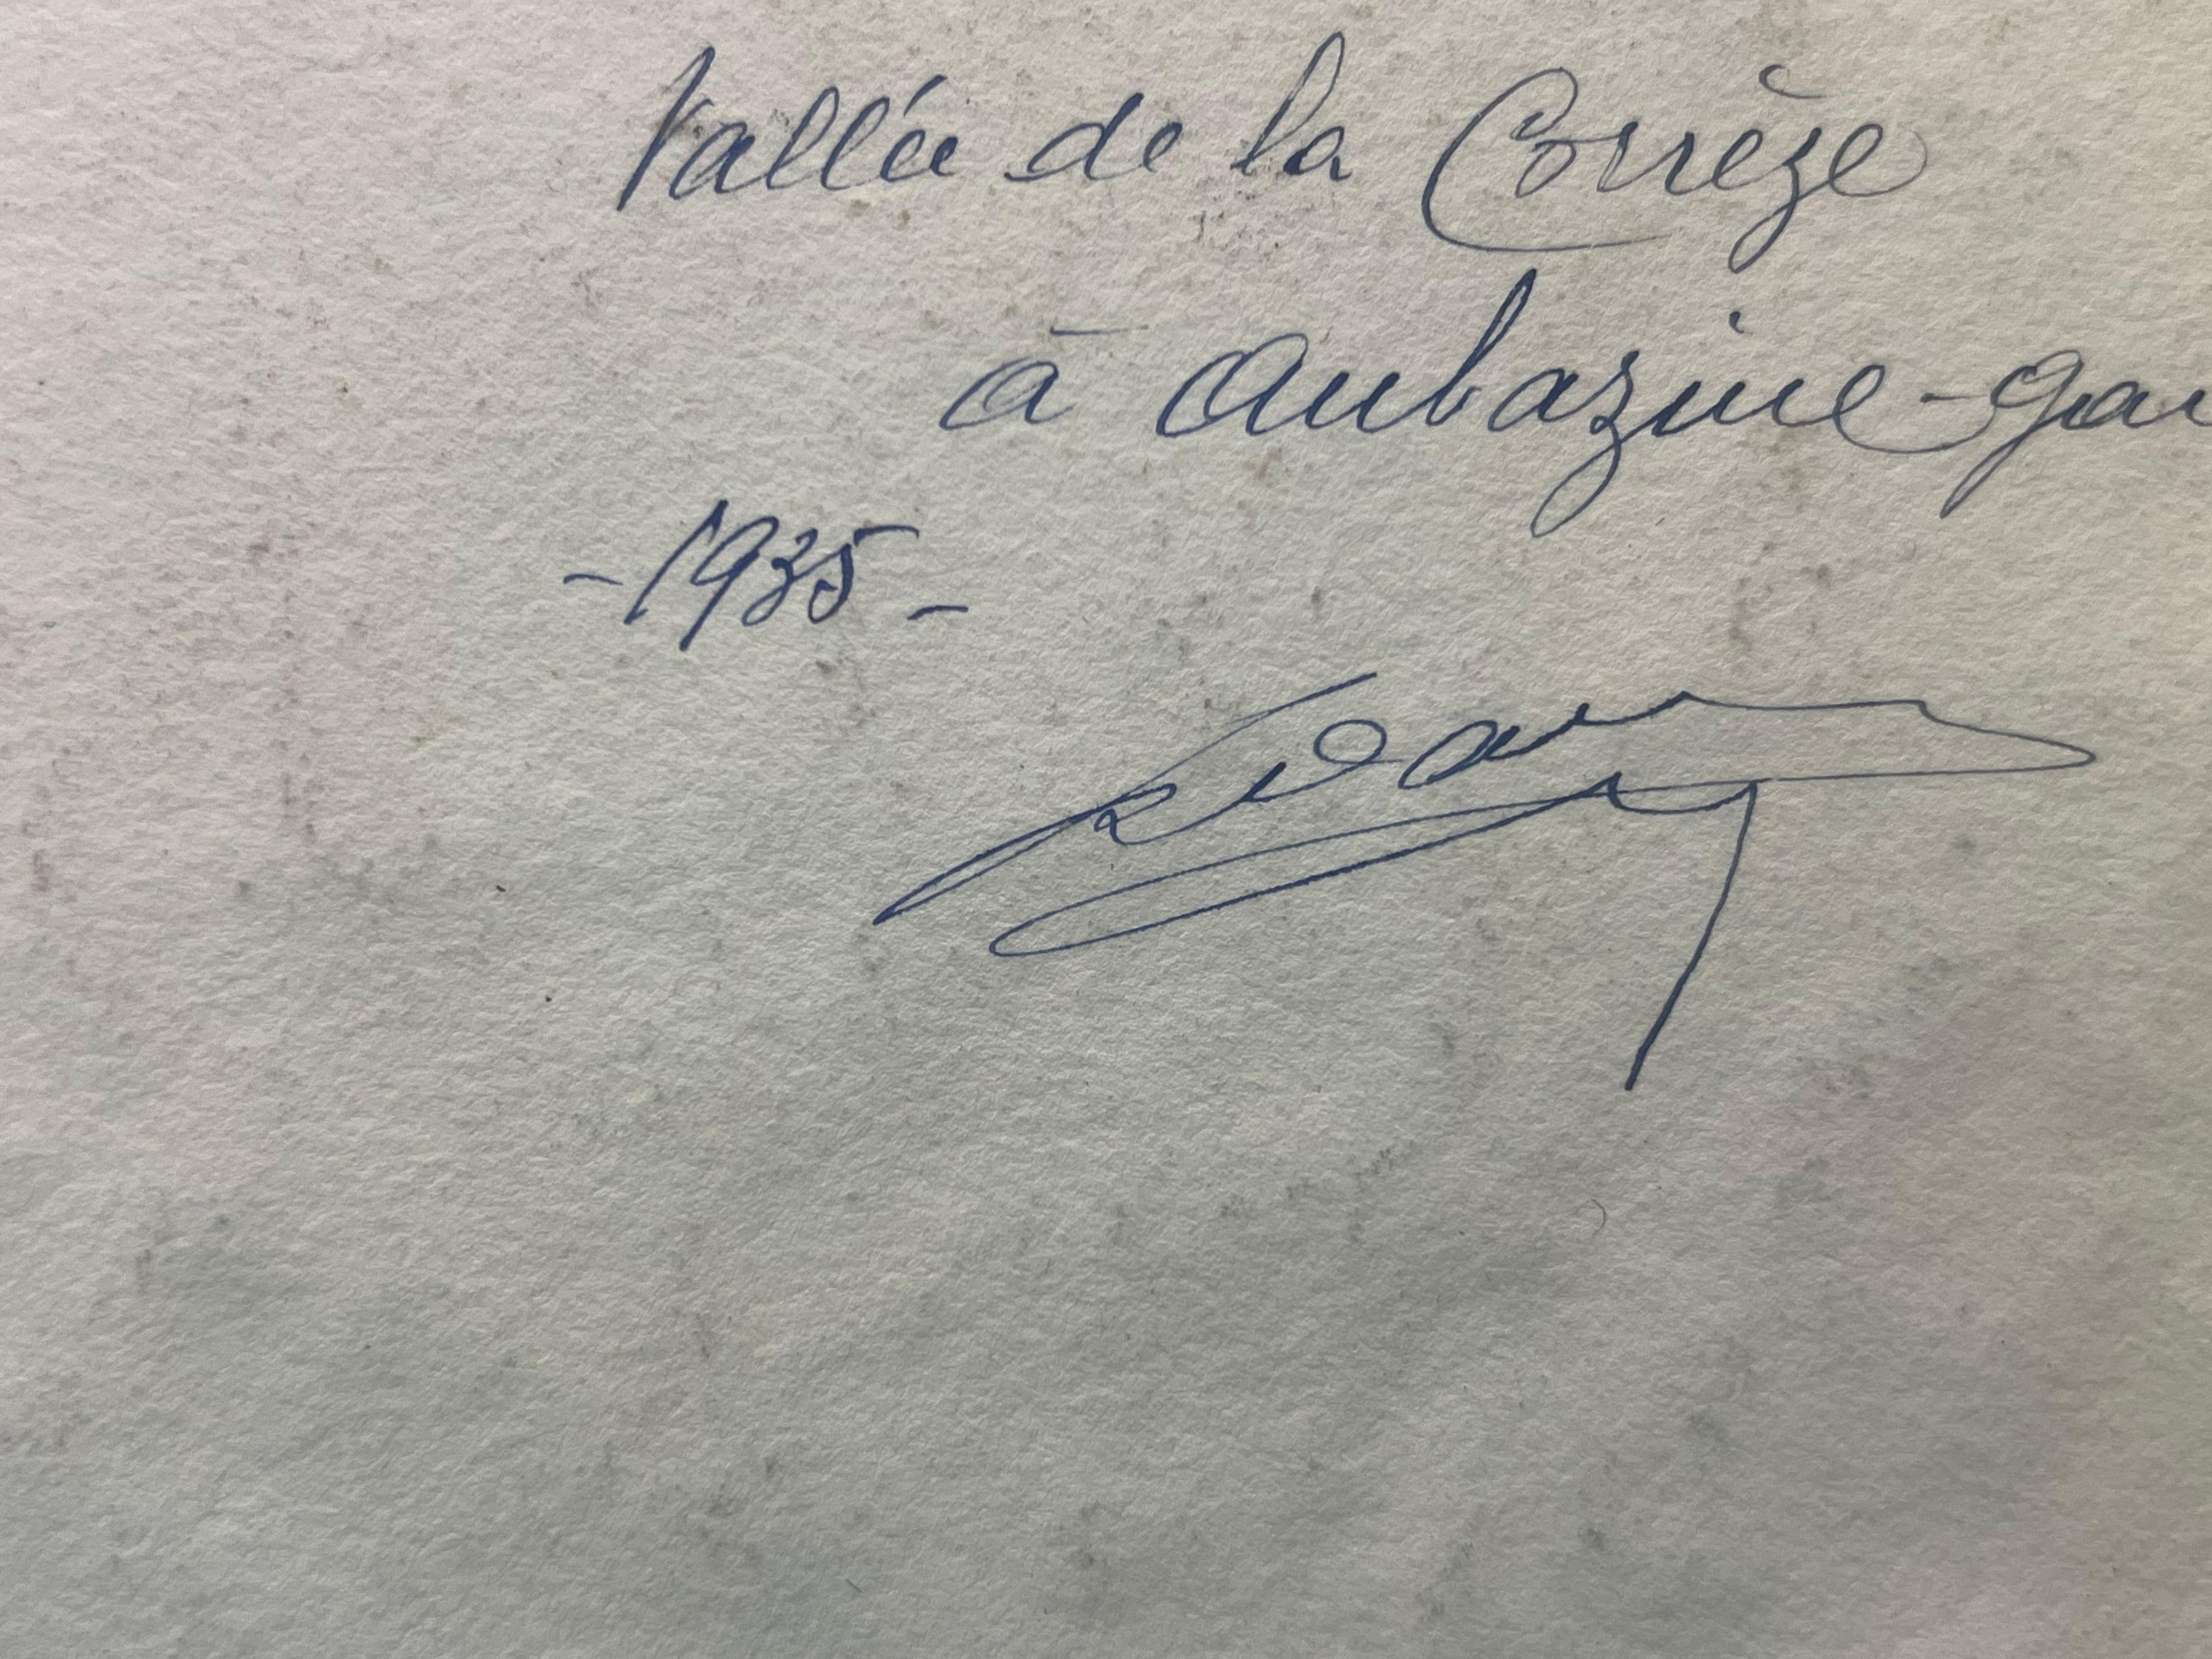 Vallée de la Corrèze
à Aubazine-gar
- 1935 -